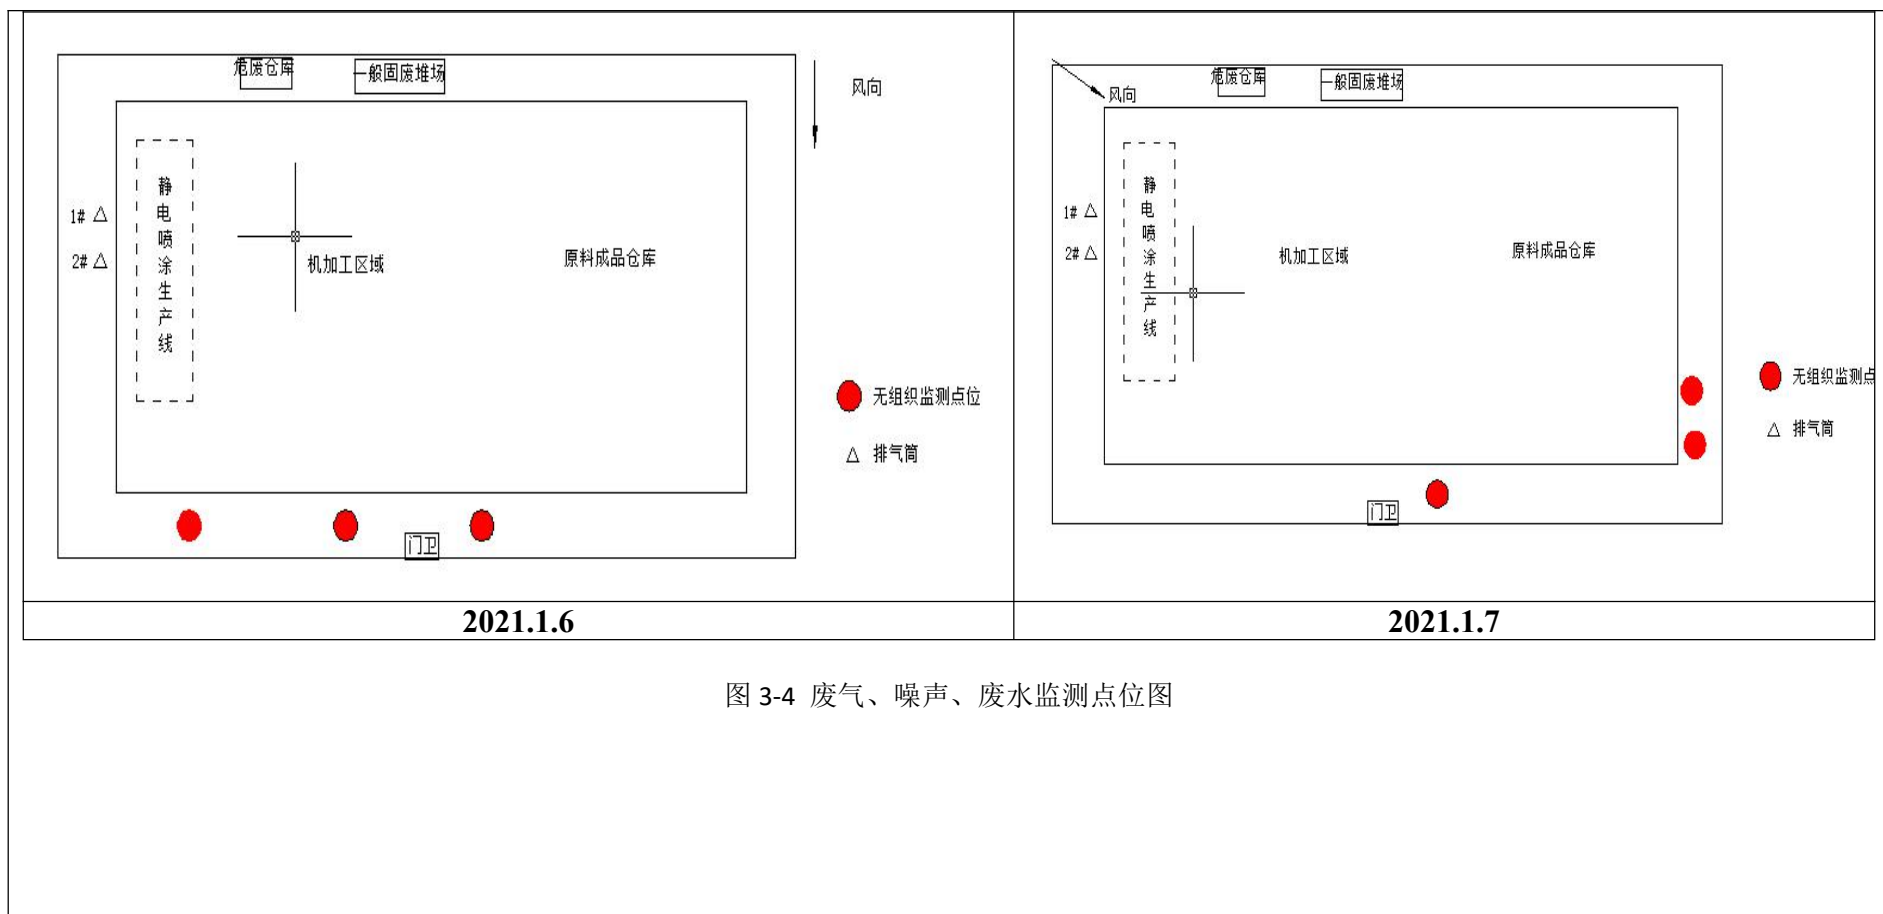 危废仓库
一般固废堆场
风向
静电喷涂生产线
1# △
2# △
机加工区域
原料成品仓库
无组织监测点位
△ 排气筒
门卫
2021.1.6
危废仓库
一般固废堆场
风向
静电喷涂生产线
1# △
2# △
机加工区域
原料成品仓库
无组织监测点
△ 排气筒
门卫
2021.1.7
图 3-4 废气、噪声、废水监测点位图